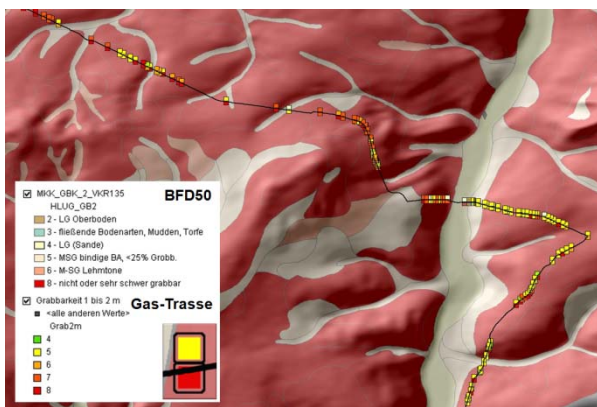 MKK_GBK_2_VKR135 BFD50
HLUG_GB2
2 - LG Oberboden
3 - fließende Bodenarten, Mudden, Torfe
4 - LG (Sande)
5 - MSG bindige BA, <25% Grobb.
6 - M-SG Lehmtone
8 - nicht oder sehr schwer grabbar
Grabbarkeit 1 bis 2 m Gas-Trasse
<alle anderen Werte>
Grab2m
4
5
6
7
8